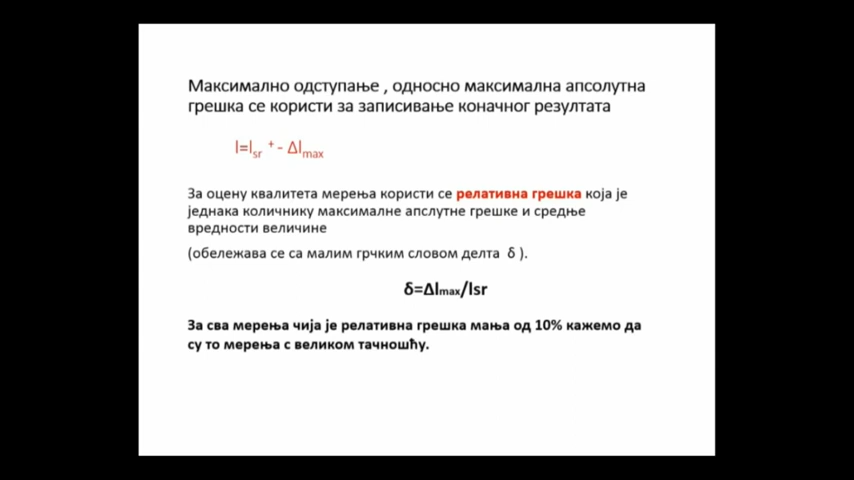 Максимално одступање , односно максимална апсолутна
грешка се користи за записивање коначног резултата
l=lsr + - Δlmax
За оцену квалитета мерења користи се релативна грешка која је
једнака количнику максималне апслутне грешке и средње
вредности величине
(обележава се са малим грчким словом делта δ ).
δ=Δlmax/lsr
За сва мерења чија је релативна грешка мања од 10% кажемо да
су то мерења с великом тачношћу.